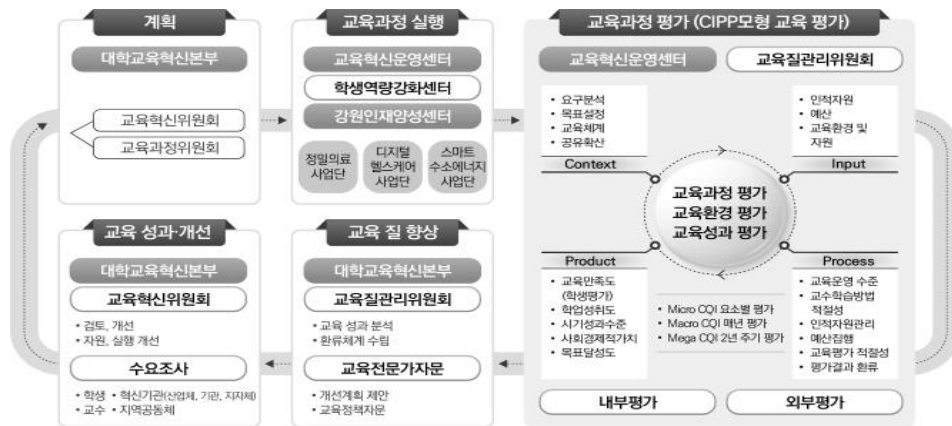 계획
대학교육혁신본부
교육혁신위원회
교육과정위원회
교육과정 실행
교육혁신운영센터
학생역량강화센터
강원인재양성센터
정밀의료
사업단
디지털
헬스케어
사업단
스마트
수소에너지
사업단
교육과정 평가 (CIPP모형 교육 평가)
교육혁신운영센터
교육질관리위원회
• 요구분석
• 목표설정
• 교육체계
• 공유확산
Context
• 인적자원
• 예산
• 교육환경 및
자원
Input
교육과정 평가
교육환경 평가
교육성과 평가
Product
• 교육만족도
(학생평가)
• 학업성취도
• 시기성과수준
• 사회경제적가치
• 목표달성도
• Micro CQI 요소별 평가
• Macro CQI 매년 평가
• Mega CQI 2년 주기 평가
Process
• 교육운영 수준
• 교수학습방법
적절성
• 인적자원관리
• 예산집행
• 교육평가 적절성
• 평가결과 환류
내부평가
외부평가
교육 성과·개선
대학교육혁신본부
교육혁신위원회
• 검토, 개선
• 자원, 실행 개선
수요조사
• 학생 • 혁신기관(산업체, 기관, 지자체)
• 교수 • 지역공동체
교육 질 향상
대학교육혁신본부
교육질관리위원회
• 교육 성과 분석
• 환류체계 수립
교육전문가자문
• 개선계획 제안
• 교육정책자문